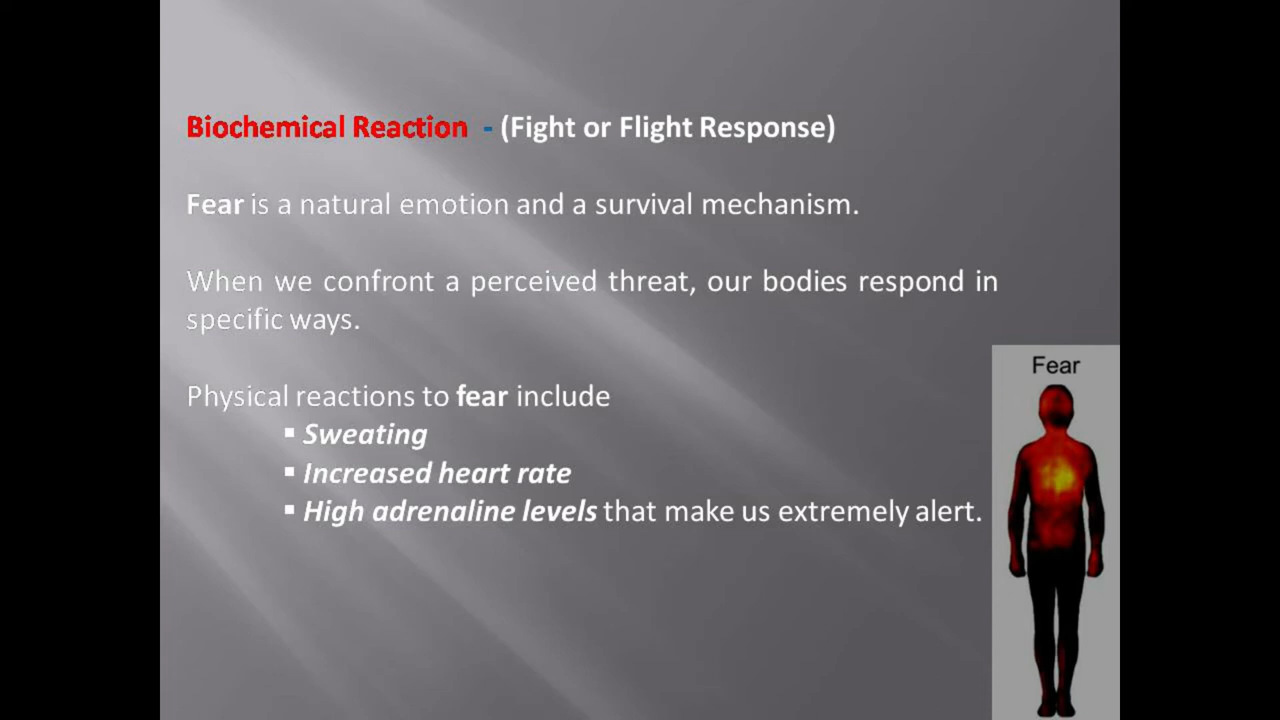 Biochemical Reaction - (Fight or Flight Response)
Fear is a natural emotion and a survival mechanism.
When we confront a perceived threat, our bodies respond in
specific ways.
Physical reactions to fear include
▪ Sweating
▪ Increased heart rate
▪ High adrenaline levels that make us extremely alert.
Fear